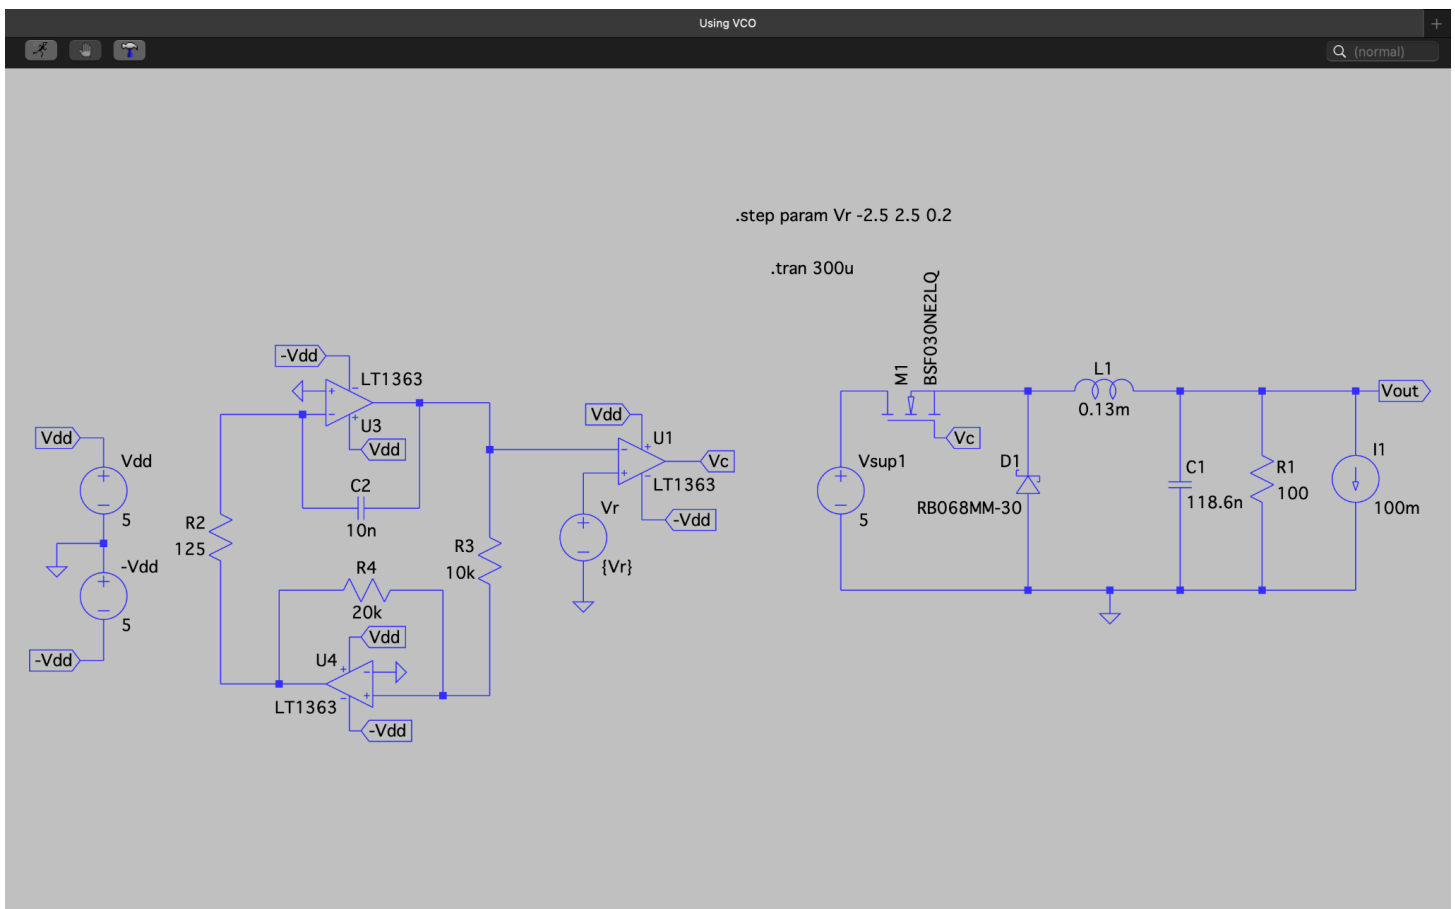 Using VCO
(normal)
.step param Vr -2.5 2.5 0.2
.tran 300u
-Vdd
LT1363
+
−
−
+
U3
Vdd
C2
10n
Vdd
Vdd
+
−
5
-Vdd
+
−
5
-Vdd
R2
125
R4
20k
R3
10k
U4
Vdd
+
−
−
+
LT1363
-Vdd
Vdd
U1
+
−
+
−
LT1363
Vc
-Vdd
Vr
+
−
{Vr}
M1
BSF030NE2LQ
Vc
Vsup1
+
−
5
D1
RB068MM-30
L1
0.13m
C1
118.6n
R1
100
I1
100m
Vout